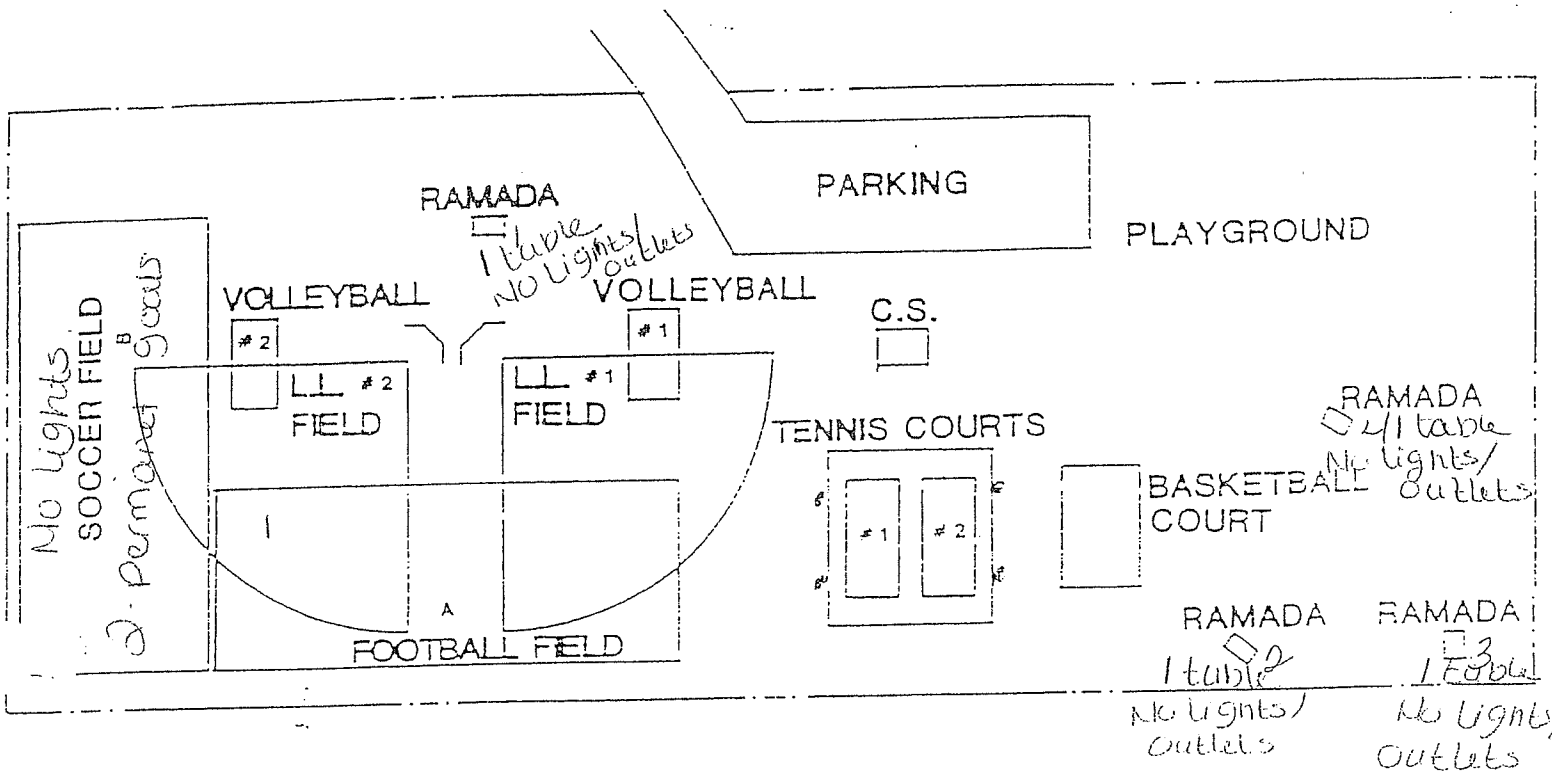 PARKING
RAMADA
1
1 table
No Lights/
Outlets
PLAYGROUND
VOLLEYBALL
# 2
VOLLEYBALL
# 1
C.S.
No Lights
SOCCER FIELD
B
2 Permanet goals
L.L. # 2
FIELD
L.L. # 1
FIELD
TENNIS COURTS
# 1
# 2
RAMADA
4/1 table
No Lights/
Outlets
BASKETBALL
COURT
A
FOOTBALL FIELD
RAMADA
2
1 table
No Lights/
Outlets
RAMADA
3
1 table
No Lights,
Outlets